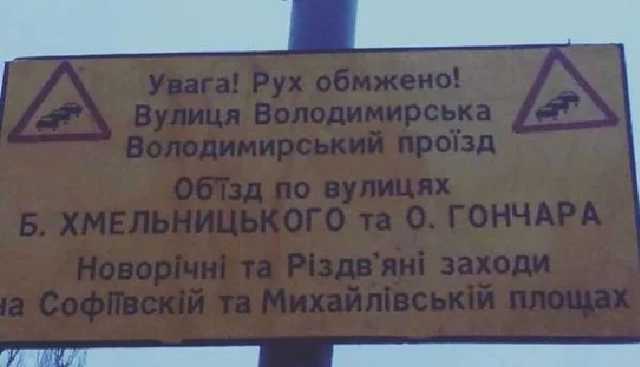 Увага! Рух обмжено!
Вулиця Володимирська
Володимирський проїзд
Об'їзд по вулицях
Б. ХМЕЛЬНИЦЬКОГО та О. ГОНЧАРА
Новорічні та Різдв'яні заходи
на Софіївскій та Михайлівській площах